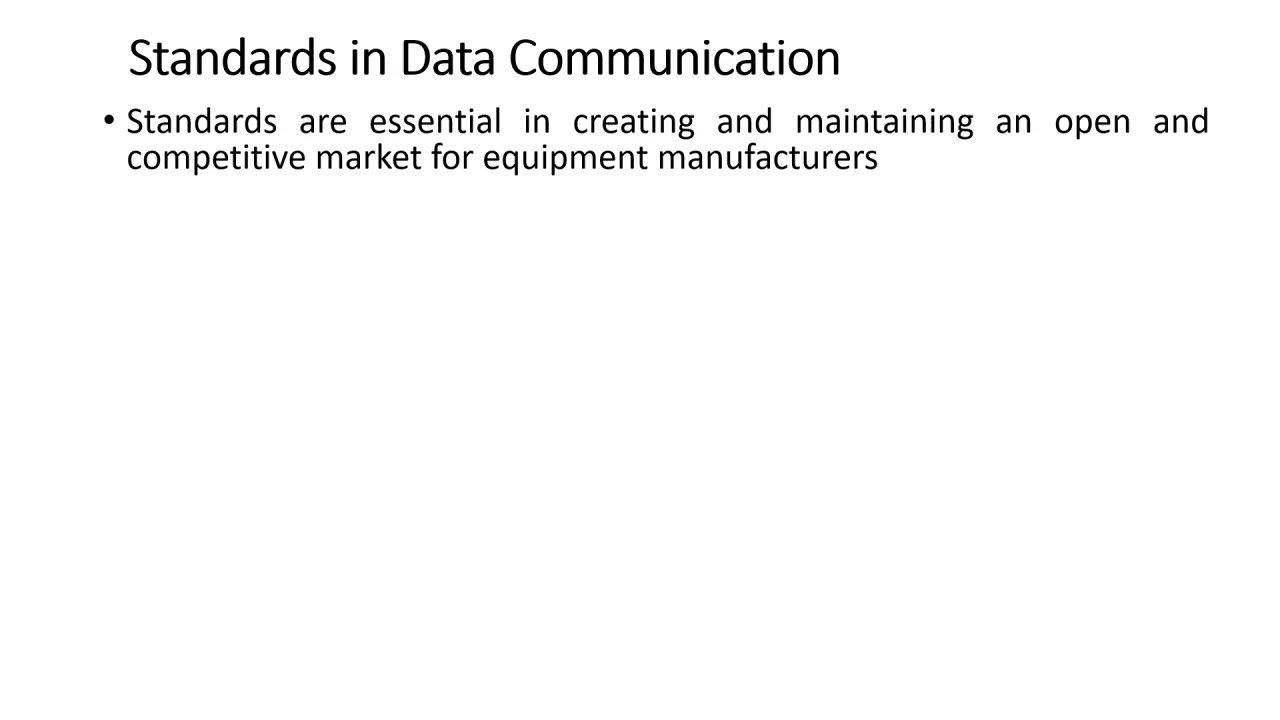 Standards in Data Communication
• Standards are essential in creating and maintaining an open and
competitive market for equipment manufacturers